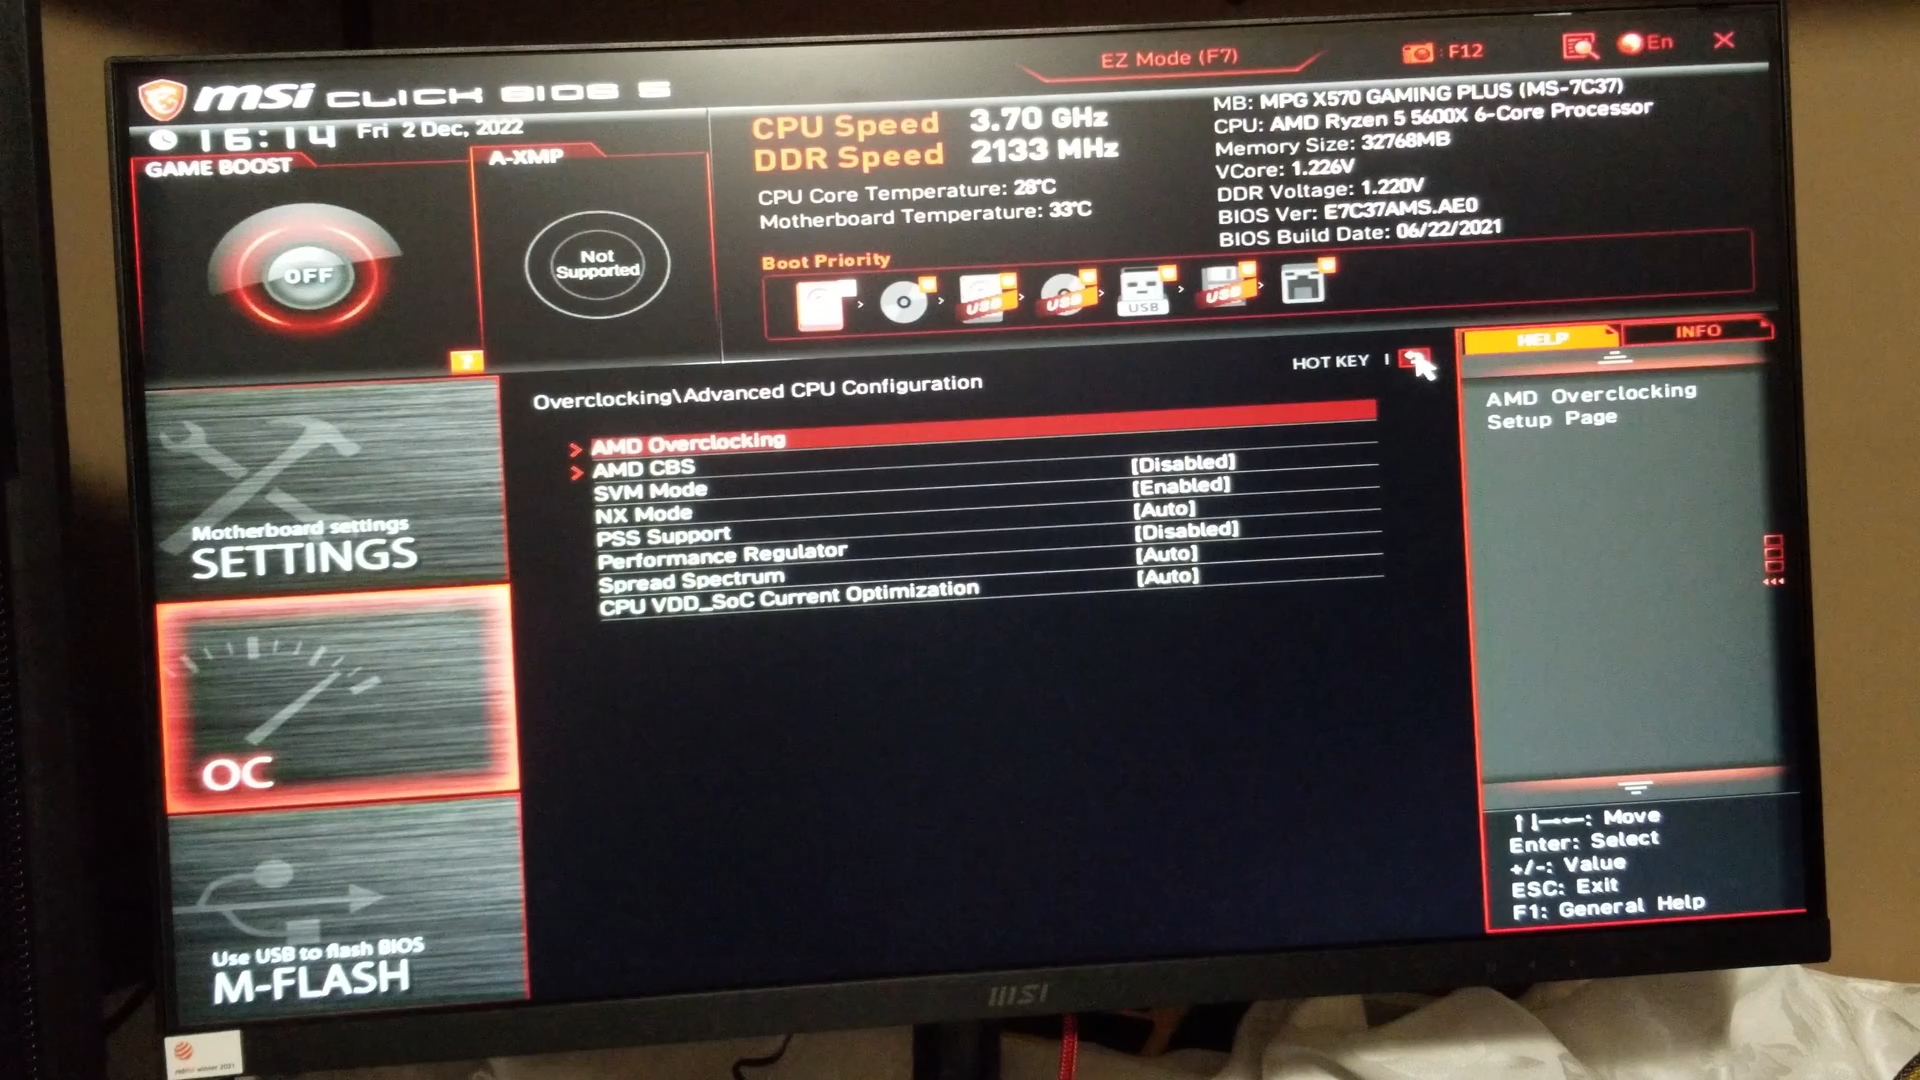 msi CLICK BIOS 5
EZ Mode (F7)
: F12
En
X
16:14 Fri 2 Dec, 2022
GAME BOOST
OFF
A-XMP
Not
Supported
?
CPU Speed 3.70 GHz
DDR Speed 2133 MHz
CPU Core Temperature: 28°C
Motherboard Temperature: 33°C
MB: MPG X570 GAMING PLUS (MS-7C37)
CPU: AMD Ryzen 5 5600X 6-Core Processor
Memory Size: 32768MB
VCore: 1.226V
DDR Voltage: 1.220V
BIOS Ver: E7C37AMS.AE0
BIOS Build Date: 06/22/2021
Boot Priority
USB
USB
USB
USB
Motherboard settings
SETTINGS
OC
Use USB to flash BIOS
M-FLASH
HOT KEY |
Overclocking\Advanced CPU Configuration
> AMD Overclocking
> AMD CBS
SVM Mode [Disabled]
NX Mode [Enabled]
PSS Support [Auto]
Performance Regulator [Disabled]
Spread Spectrum [Auto]
CPU VDD_SoC Current Optimization [Auto]
HELP
INFO
AMD Overclocking
Setup Page
↑↓→←: Move
Enter: Select
+/-: Value
ESC: Exit
F1: General Help
msi
winner 2021